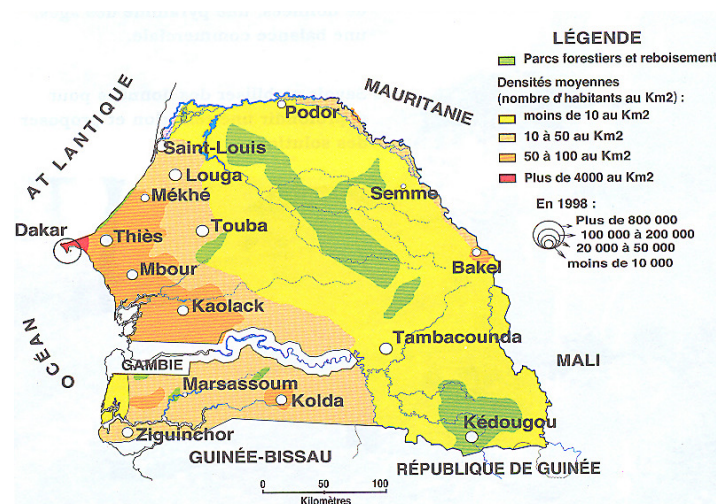 LÉGENDE
Parcs forestiers et reboisement
Densités moyennes
(nombre d'habitants au Km2) :
moins de 10 au Km2
10 à 50 au Km2
50 à 100 au Km2
Plus de 4000 au Km2
En 1998 :
Plus de 800 000
100 000 à 200 000
20 000 à 50 000
moins de 10 000
MAURITANIE
AT LANTIQUE
OCÉAN
Podor
Saint-Louis
Louga
Semme
Mékhé
Dakar
Thiès
Touba
Bakel
Mbour
Kaolack
Tambacounda
MALI
GAMBIE
Marsassoum
Kolda
Kédougou
Ziguinchor
GUINÉE-BISSAU
RÉPUBLIQUE DE GUINÉE
0 50 100
Kilomètres